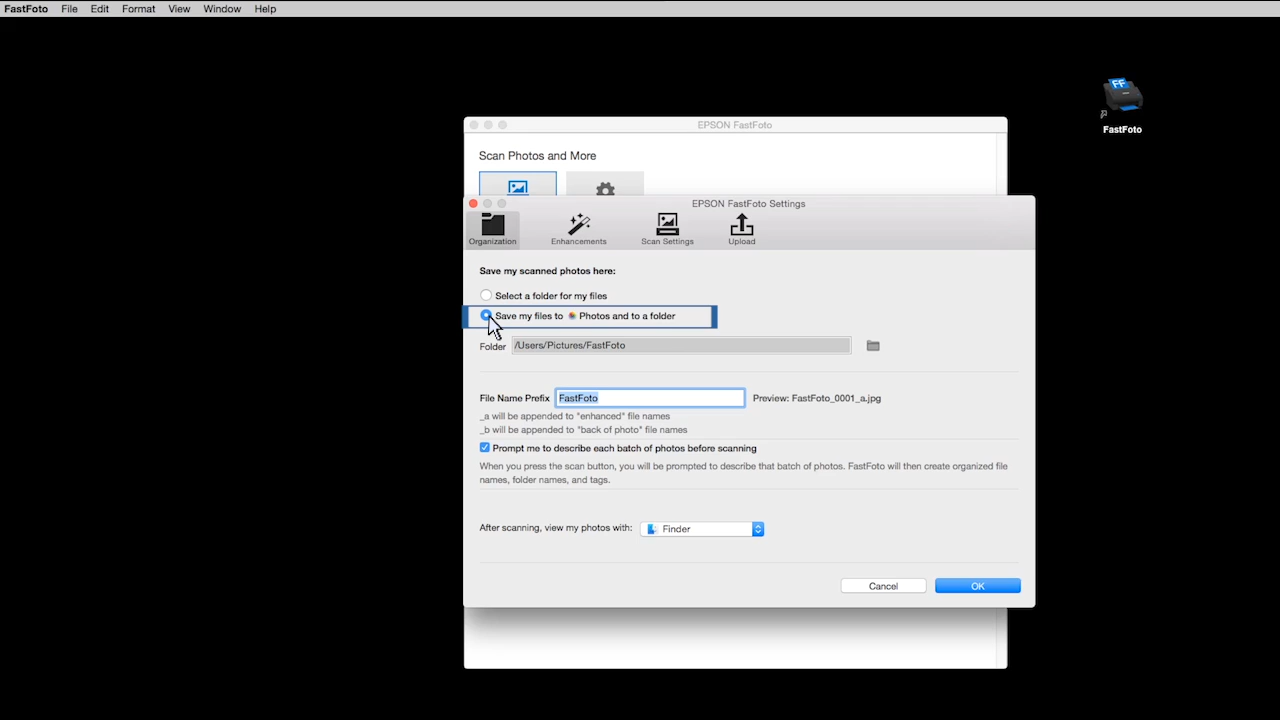 FastFoto File Edit Format View Window Help
FF
FastFoto
EPSON FastFoto
Scan Photos and More
EPSON FastFoto Settings
Organization Enhancements Scan Settings Upload
Save my scanned photos here:
Select a folder for my files
Save my files to Photos and to a folder
Folder /Users/Pictures/FastFoto
File Name Prefix FastFoto Preview: FastFoto_0001_a.jpg
_a will be appended to "enhanced" file names
_b will be appended to "back of photo" file names
Prompt me to describe each batch of photos before scanning
When you press the scan button, you will be prompted to describe that batch of photos. FastFoto will then create organized file
names, folder names, and tags.
After scanning, view my photos with: Finder
Cancel OK